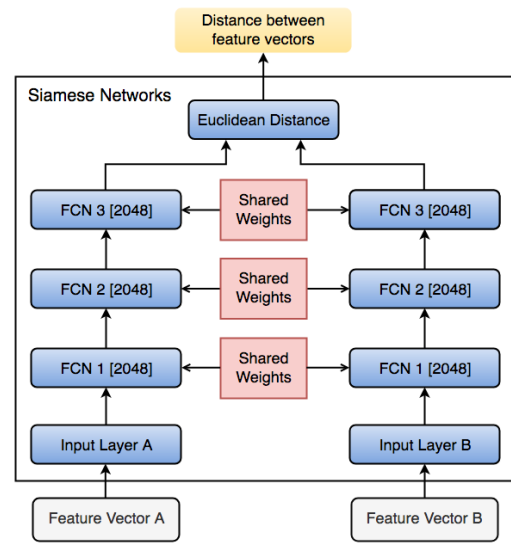 Distance between
feature vectors
Siamese Networks
Euclidean Distance
FCN 3 [2048]
Shared
Weights
FCN 3 [2048]
FCN 2 [2048]
Shared
Weights
FCN 2 [2048]
FCN 1 [2048]
Shared
Weights
FCN 1 [2048]
Input Layer A
Input Layer B
Feature Vector A
Feature Vector B